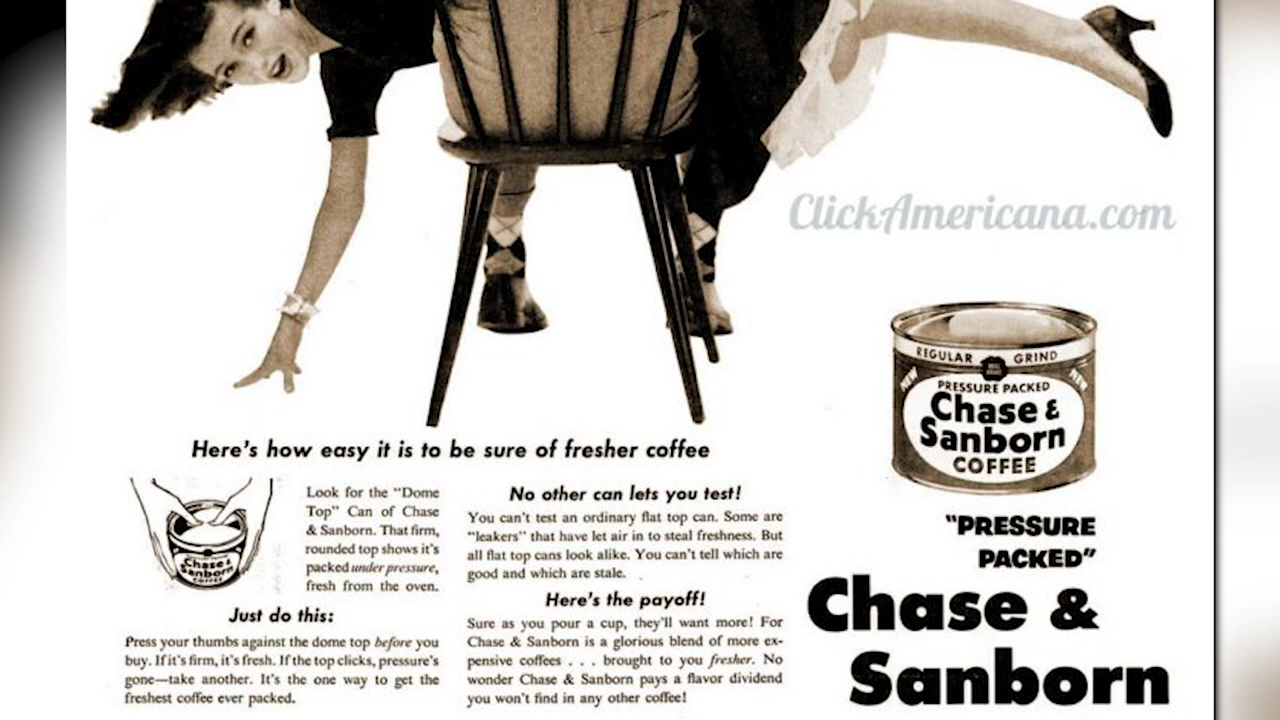 ClickAmericana.com
REGULAR GRIND
NEW
NEW
PRESSURE PACKED
Chase &
Sanborn
COFFEE
Here's how easy it is to be sure of fresher coffee
Chase &
Sanborn
COFFEE
Look for the "Dome
Top" Can of Chase
& Sanborn. That firm,
rounded top shows it's
packed under pressure,
fresh from the oven.
Just do this:
Press your thumbs against the dome top before you
buy. If it's firm, it's fresh. If the top clicks, pressure's
gone—take another. It's the one way to get the
freshest coffee ever packed.
No other can lets you test!
You can't test an ordinary flat top can. Some are
"leakers" that have let air in to steal freshness. But
all flat top cans look alike. You can't tell which are
good and which are stale.
Here's the payoff!
Sure as you pour a cup, they'll want more! For
Chase & Sanborn is a glorious blend of more ex-
pensive coffees . . . brought to you fresher. No
wonder Chase & Sanborn pays a flavor dividend
you won't find in any other coffee!
"PRESSURE
PACKED"
Chase &
Sanborn